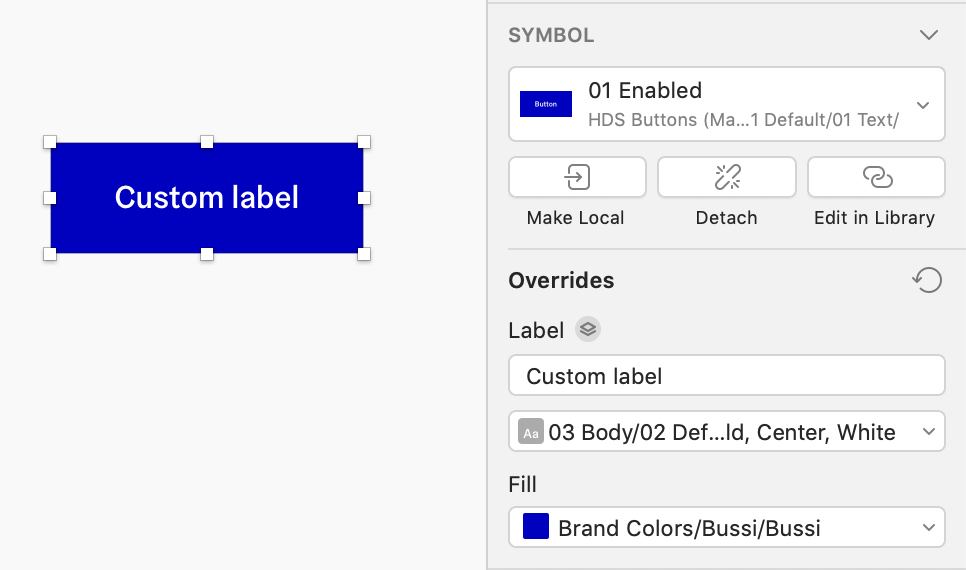 Custom label
SYMBOL
Button
01 Enabled
HDS Buttons (Ma...1 Default/01 Text/
Make Local
Detach
Edit in Library
Overrides
Label
Custom label
Aa 03 Body/02 Def...ld, Center, White
Fill
Brand Colors/Bussi/Bussi